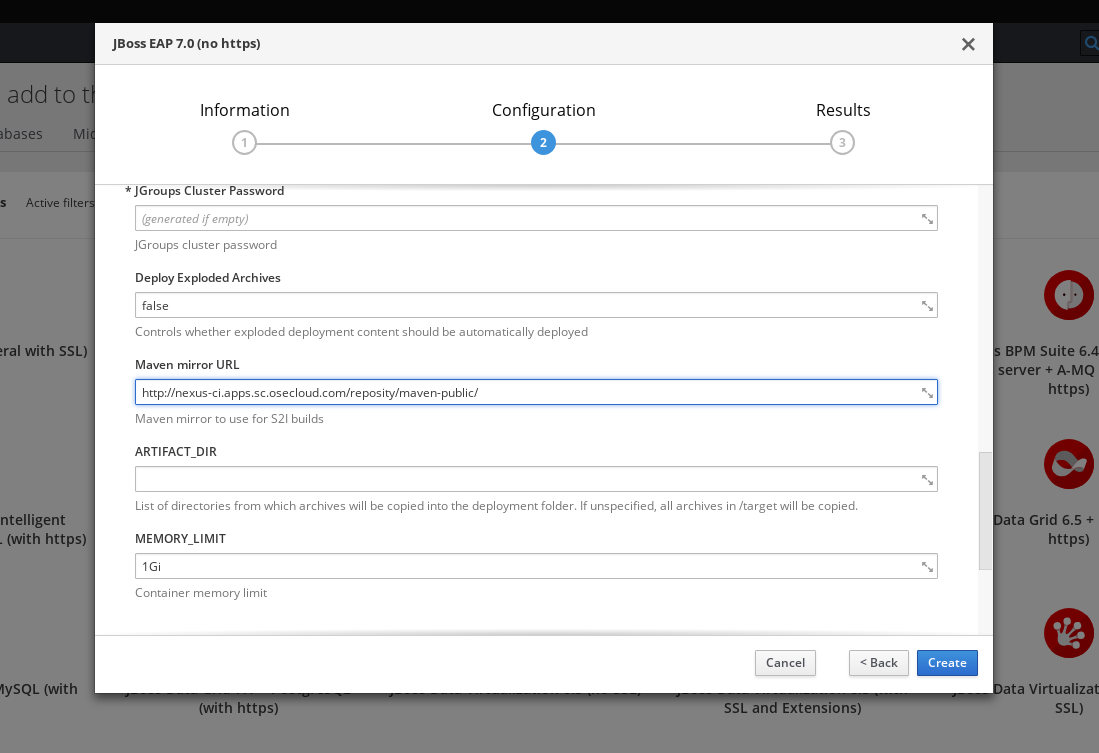 JBoss EAP 7.0 (no https)
add to th
Information
Configuration
Results
1
2
3
abases
Mic
* JGroups Cluster Password
s
Active filters
(generated if empty)
JGroups cluster password
Deploy Exploded Archives
false
Controls whether exploded deployment content should be automatically deployed
eral with SSL)
s BPM Suite 6.4
server + A-MQ
https)
Maven mirror URL
http://nexus-ci.apps.sc.osecloud.com/reposity/maven-public/
Maven mirror to use for S2I builds
ARTIFACT_DIR
List of directories from which archives will be copied into the deployment folder. If unspecified, all archives in /target will be copied.
ntelligent
(with https)
Data Grid 6.5 +
https)
MEMORY_LIMIT
1Gi
Container memory limit
Cancel
< Back
Create
MySQL (with
(with https)
SSL and Extensions)
Data Virtualizat
SSL)